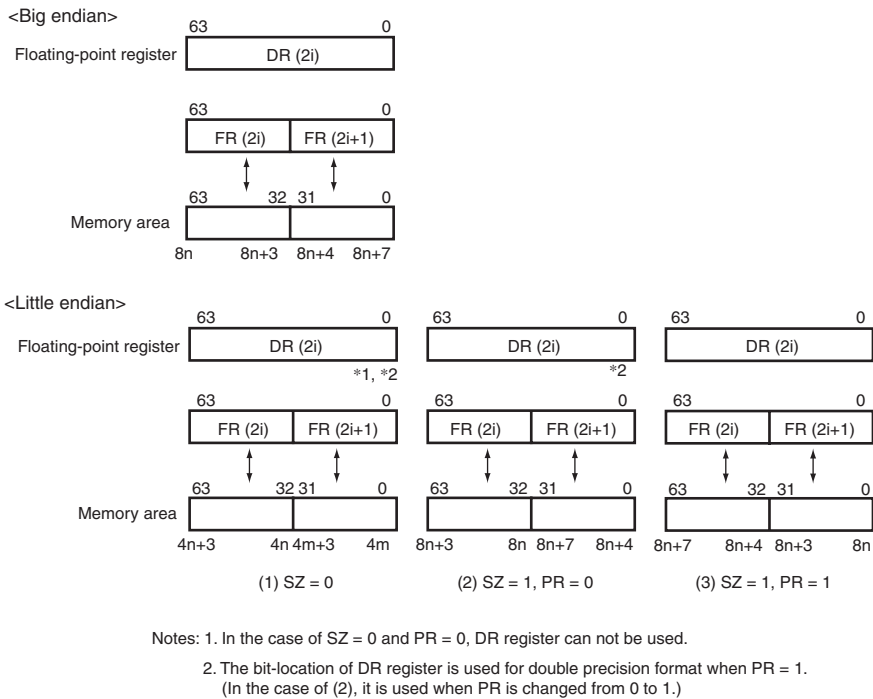 <Big endian>
63 0
Floating-point register DR (2i)
63 0
FR (2i) FR (2i+1)
63 32 31 0
Memory area
8n 8n+3 8n+4 8n+7
<Little endian>
63 0 63 0 63 0
Floating-point register DR (2i) DR (2i) DR (2i)
*1, *2 *2
63 0 63 0 63 0
FR (2i) FR (2i+1) FR (2i) FR (2i+1) FR (2i) FR (2i+1)
63 32 31 0 63 32 31 0 63 32 31 0
Memory area
4n+3 4n 4m+3 4m 8n+3 8n 8n+7 8n+4 8n+7 8n+4 8n+3 8n
(1) SZ = 0 (2) SZ = 1, PR = 0 (3) SZ = 1, PR = 1
Notes: 1. In the case of SZ = 0 and PR = 0, DR register can not be used.
2. The bit-location of DR register is used for double precision format when PR = 1.
(In the case of (2), it is used when PR is changed from 0 to 1.)